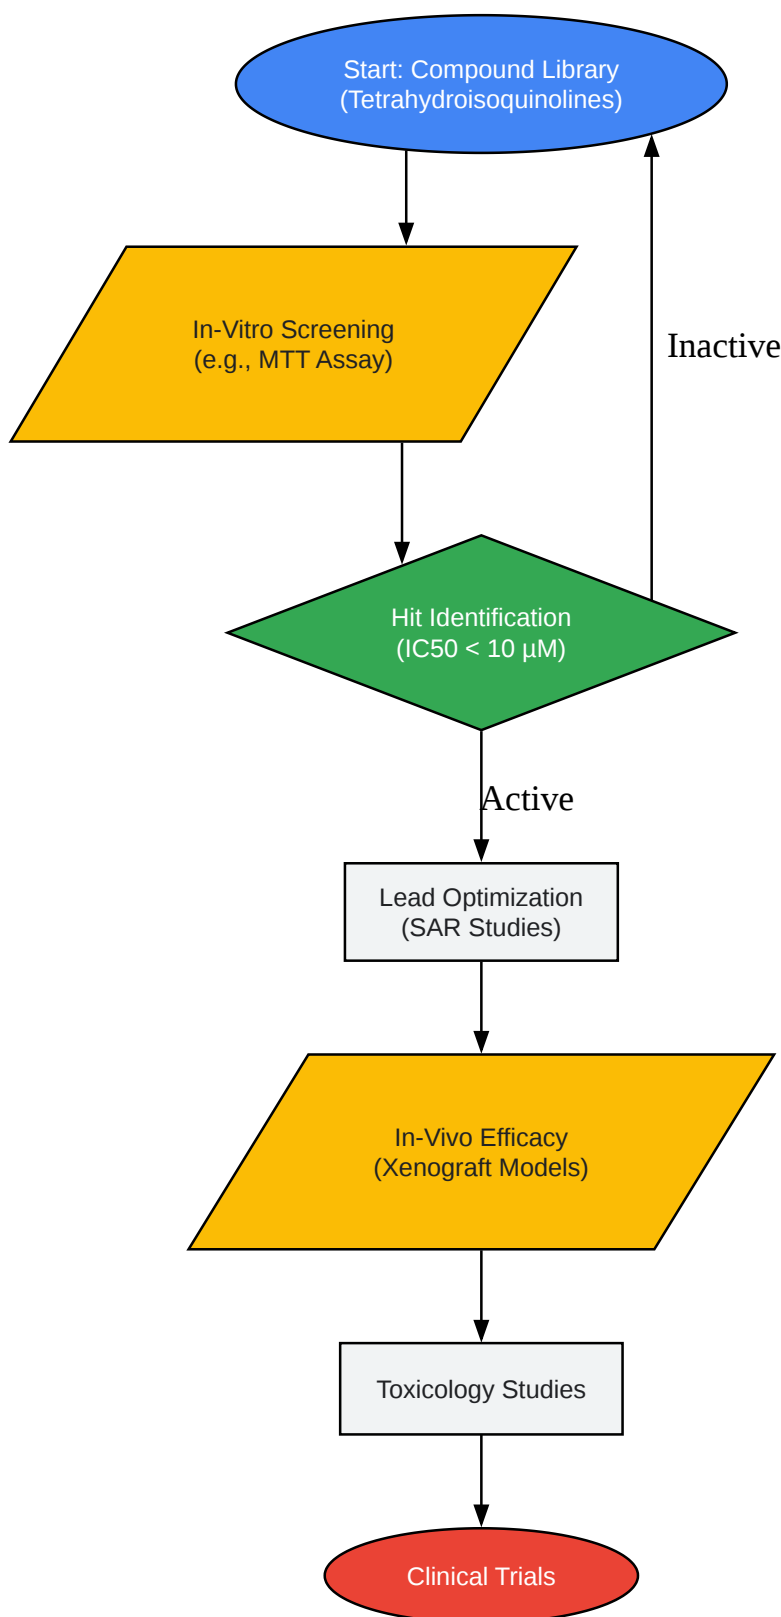 Start: Compound Library
(Tetrahydroisoquinolines)
In-Vitro Screening
(e.g., MTT Assay)
Inactive
Hit Identification
(IC50 < 10 µM)
Active
Lead Optimization
(SAR Studies)
In-Vivo Efficacy
(Xenograft Models)
Toxicology Studies
Clinical Trials